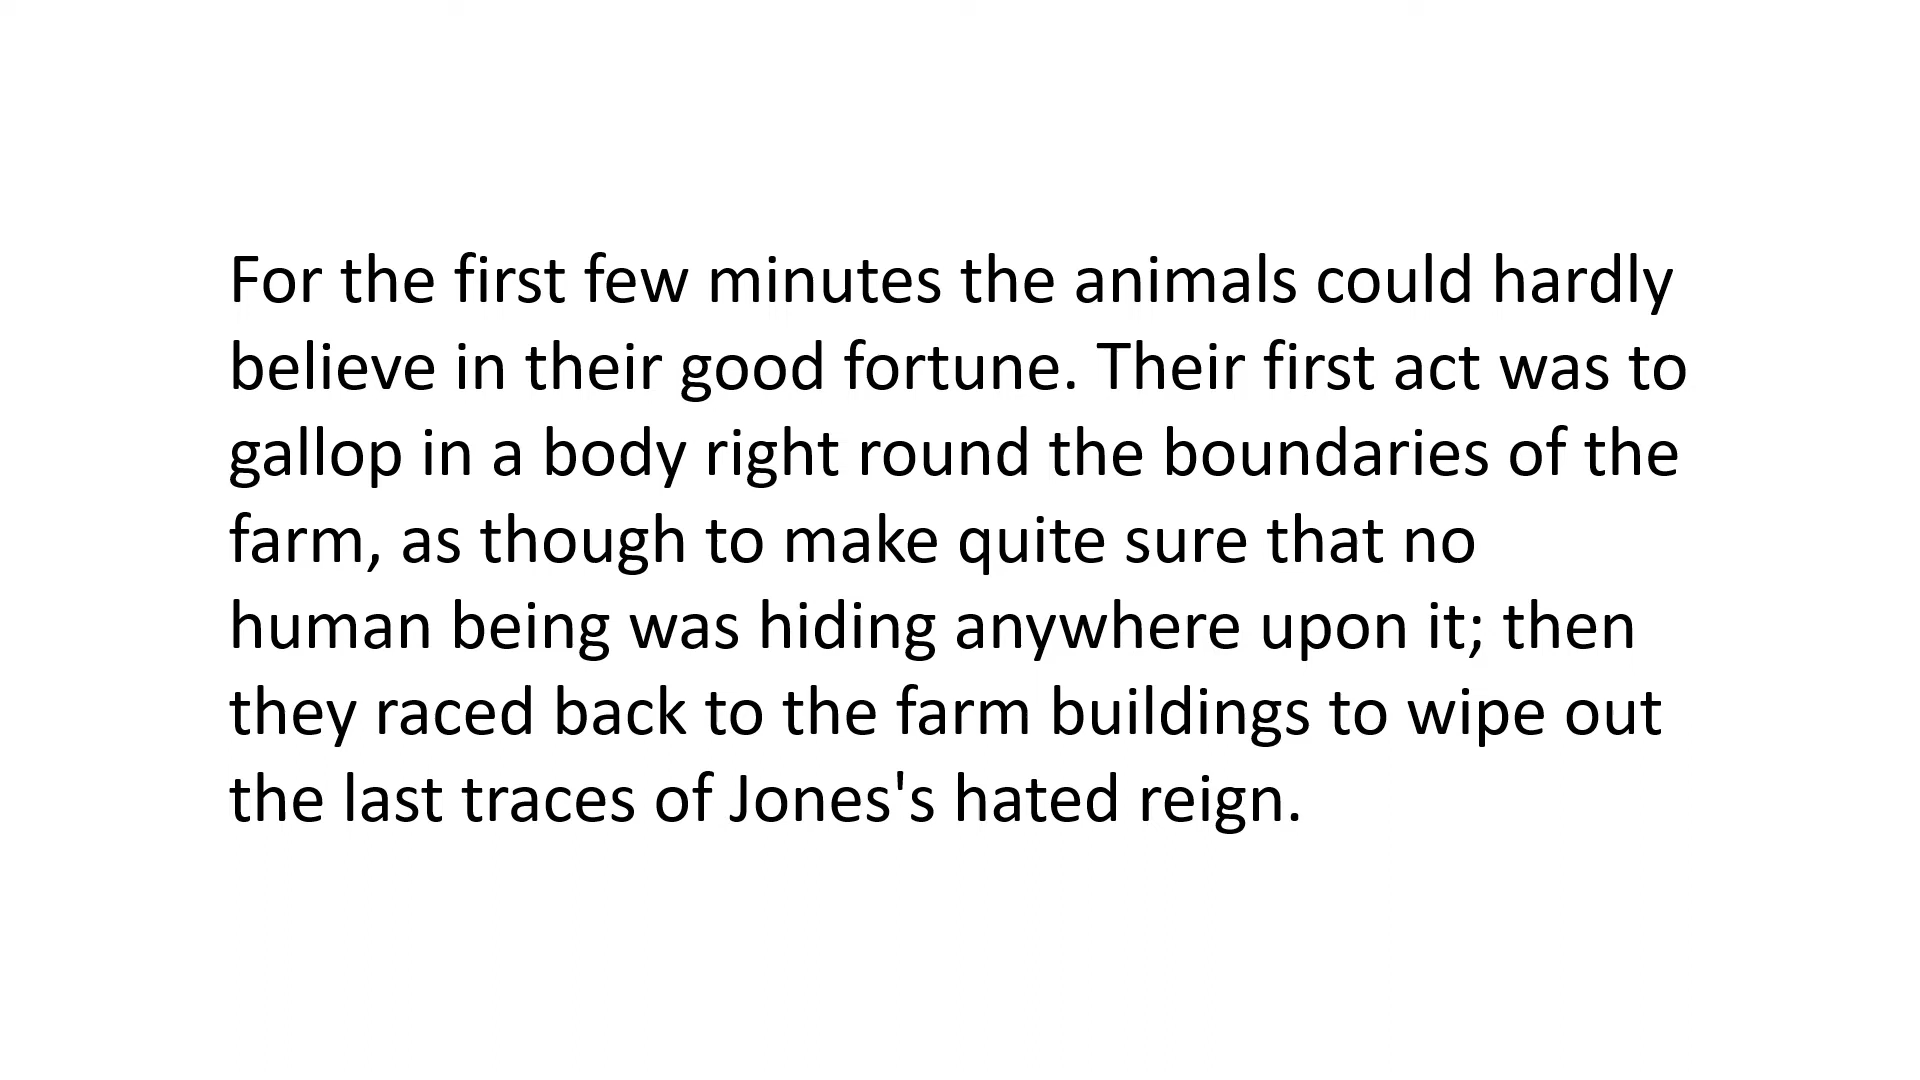 For the first few minutes the animals could hardly
believe in their good fortune. Their first act was to
gallop in a body right round the boundaries of the
farm, as though to make quite sure that no
human being was hiding anywhere upon it; then
they raced back to the farm buildings to wipe out
the last traces of Jones's hated reign.